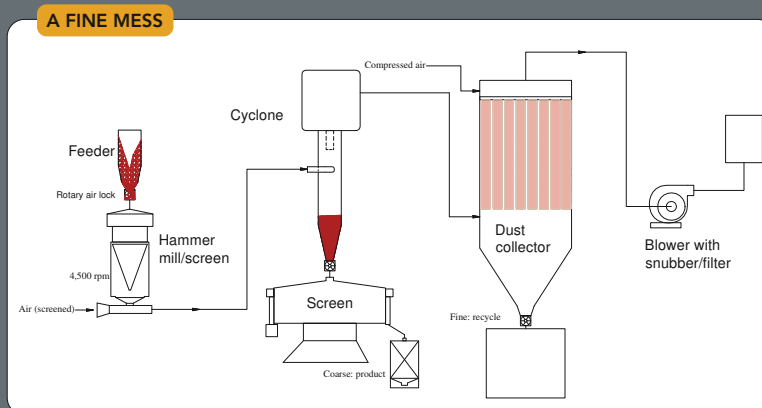 A FINE MESS
Compressed air
Cyclone
Feeder
Rotary air lock
Hammer
mill/screen
4,500 rpm
Air (screened)
Screen
Coarse: product
Dust
collector
Fine: recycle
Blower with
snubber/filter